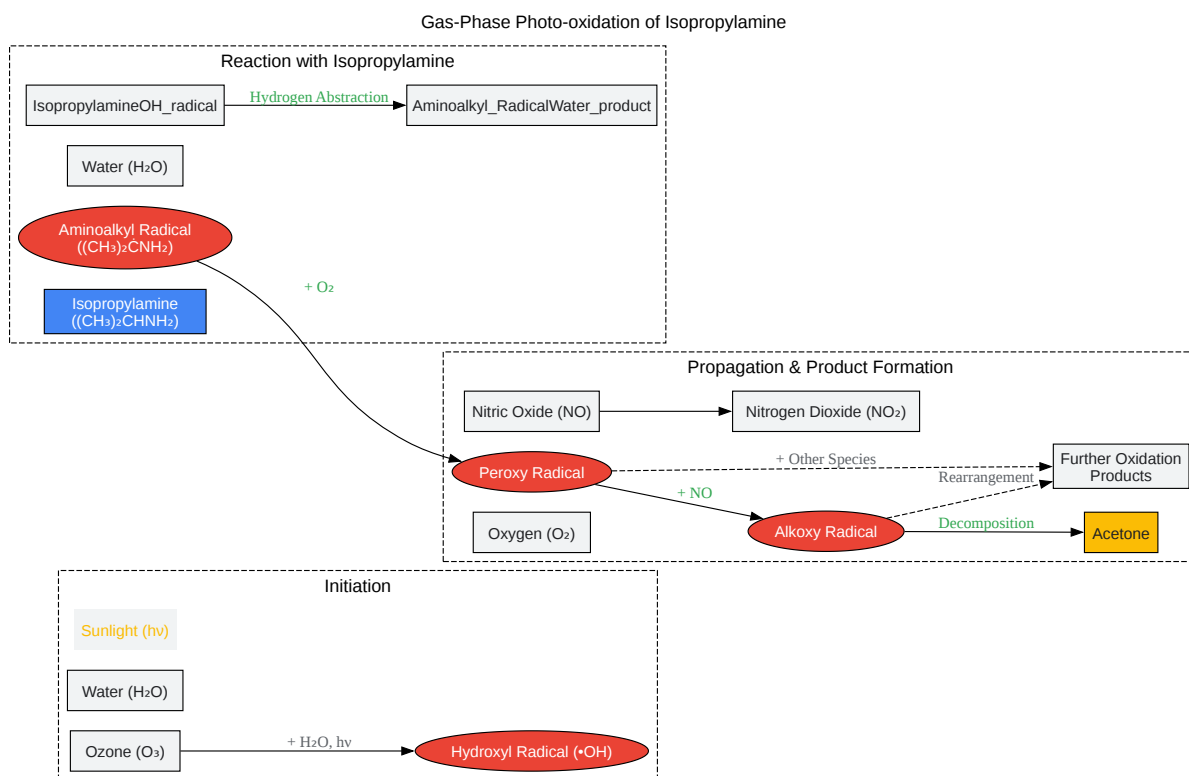 Gas-Phase Photo-oxidation of Isopropylamine
Reaction with Isopropylamine
IsopropylamineOH_radical
Hydrogen Abstraction
Aminoalkyl_RadicalWater_product
Water (H₂O)
Aminoalkyl Radical
((CH₃)₂ĊNH₂)
+ O₂
Isopropylamine
((CH₃)₂CHNH₂)
Propagation & Product Formation
Nitric Oxide (NO)
Nitrogen Dioxide (NO₂)
Peroxy Radical
+ Other Species
Further Oxidation
Products
Rearrangement
+ NO
Oxygen (O₂)
Alkoxy Radical
Decomposition
Acetone
Initiation
Sunlight (hν)
Water (H₂O)
Ozone (O₃)
+ H₂O, hν
Hydroxyl Radical (•OH)